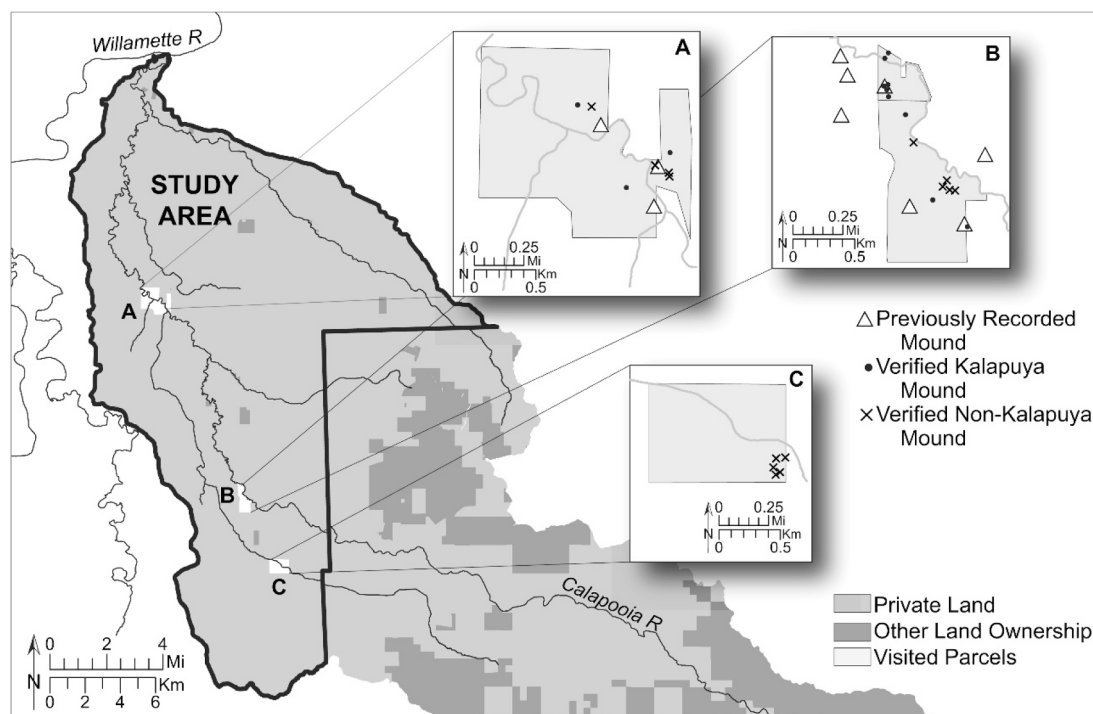 Willamette R
STUDY
AREA
A
B
C
Calapooia R
A
0 0.25
Mi
N
Km
0 0.5
B
0 0.25
Mi
N
Km
0 0.5
C
0 0.25
Mi
N
Km
0 0.5
Previously Recorded
Mound
Verified Kalapuya
Mound
Verified Non-Kalapuya
Mound
Private Land
Other Land Ownership
Visited Parcels
0 2 4
Mi
N
Km
0 2 4 6